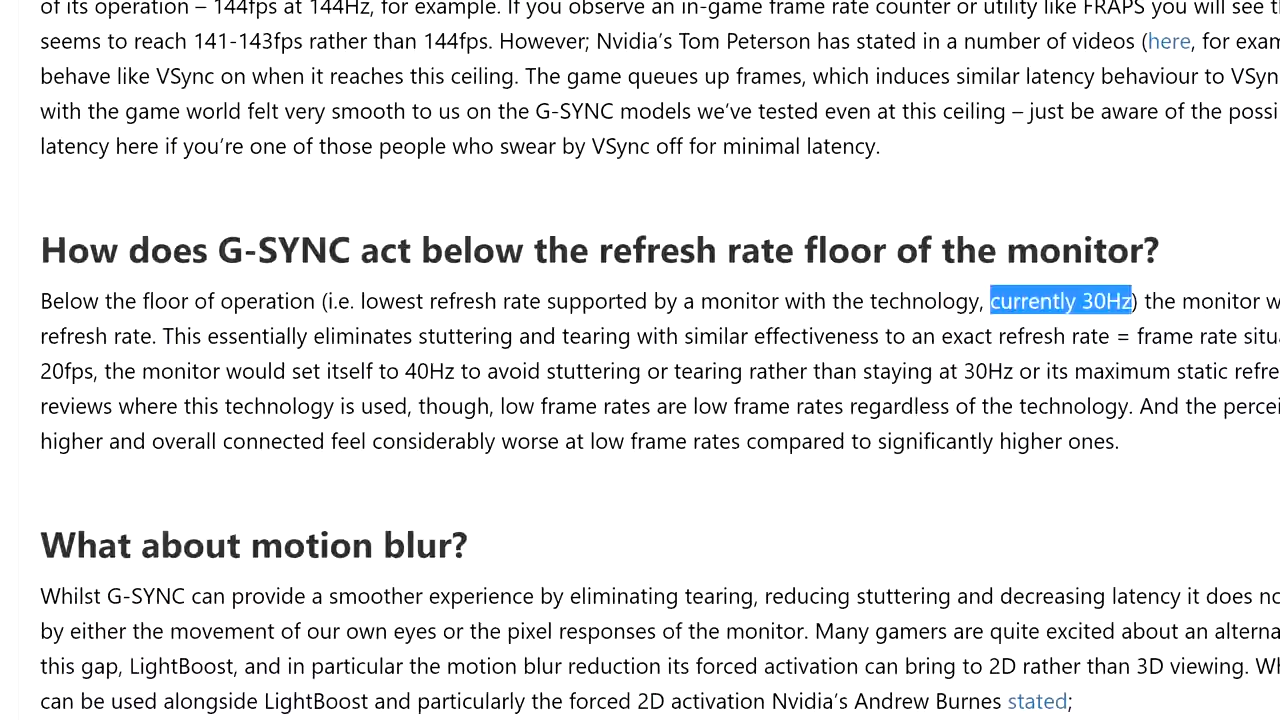 of its operation – 144fps at 144Hz, for example. If you observe an in-game frame rate counter or utility like FRAPS you will see
seems to reach 141-143fps rather than 144fps. However; Nvidia’s Tom Peterson has stated in a number of videos (here, for
behave like VSync on when it reaches this ceiling. The game queues up frames, which induces similar latency behaviour to
with the game world felt very smooth to us on the G-SYNC models we’ve tested even at this ceiling – just be aware of the
latency here if you’re one of those people who swear by VSync off for minimal latency.
How does G-SYNC act below the refresh rate floor of the monitor?
Below the floor of operation (i.e. lowest refresh rate supported by a monitor with the technology, currently 30Hz) the monitor
refresh rate. This essentially eliminates stuttering and tearing with similar effectiveness to an exact refresh rate = frame rate
20fps, the monitor would set itself to 40Hz to avoid stuttering or tearing rather than staying at 30Hz or its maximum static
reviews where this technology is used, though, low frame rates are low frame rates regardless of the technology. And the
higher and overall connected feel considerably worse at low frame rates compared to significantly higher ones.
What about motion blur?
Whilst G-SYNC can provide a smoother experience by eliminating tearing, reducing stuttering and decreasing latency it does
by either the movement of our own eyes or the pixel responses of the monitor. Many gamers are quite excited about an
this gap, LightBoost, and in particular the motion blur reduction its forced activation can bring to 2D rather than 3D viewing.
can be used alongside LightBoost and particularly the forced 2D activation Nvidia’s Andrew Burnes stated;